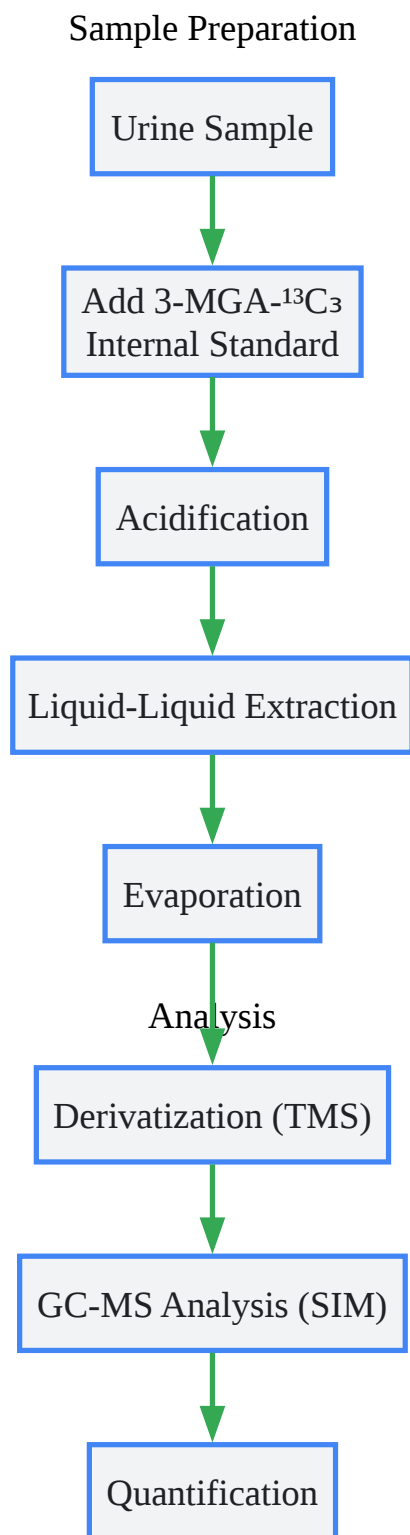 Sample Preparation
Urine Sample
Add 3-MGA-¹³C₃
Internal Standard
Acidification
Liquid-Liquid Extraction
Evaporation
Analysis
Derivatization (TMS)
GC-MS Analysis (SIM)
Quantification